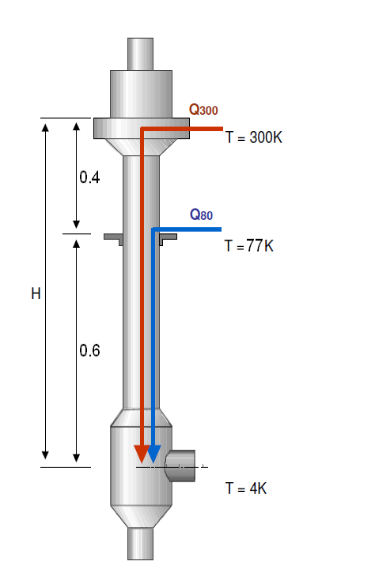 Q300
T = 300K
0.4
Q80
T = 77K
H
0.6
T = 4K